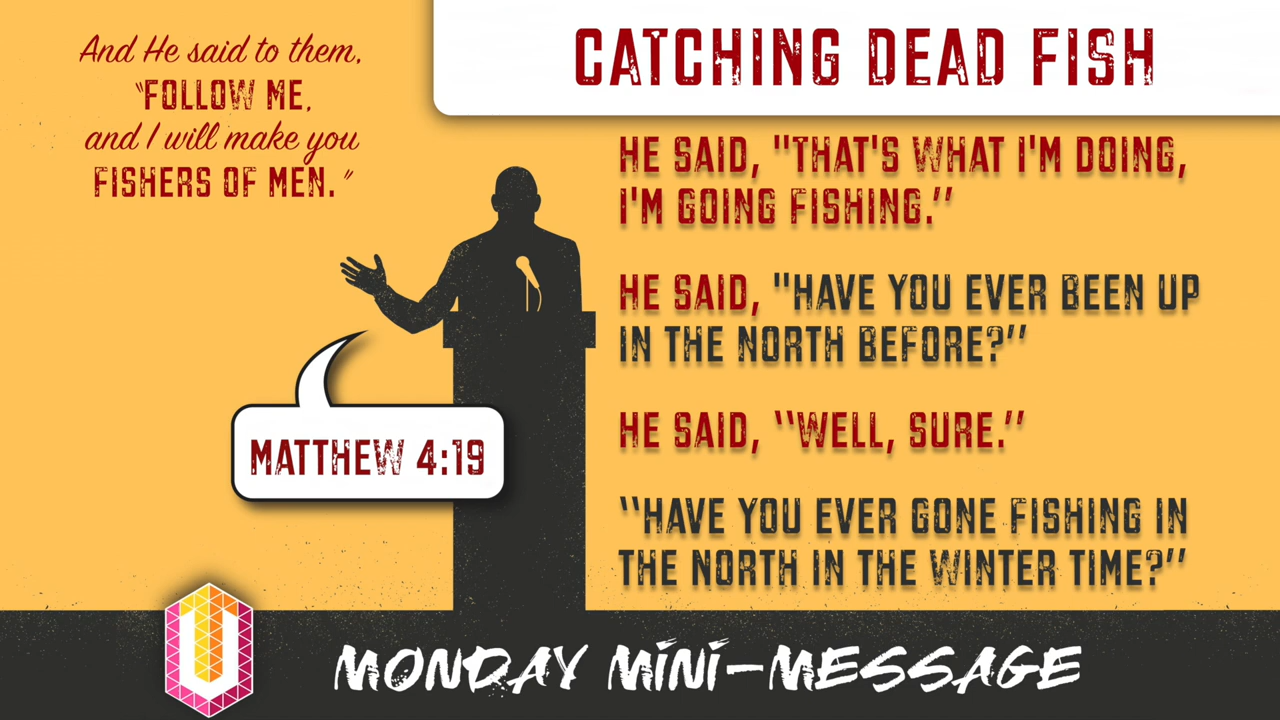 And He said to them,
"FOLLOW ME,
and I will make you
FISHERS OF MEN."
CATCHING DEAD FISH
HE SAID, "THAT'S WHAT I'M DOING,
I'M GOING FISHING."
HE SAID, "HAVE YOU EVER BEEN UP
IN THE NORTH BEFORE?"
HE SAID, "WELL, SURE."
"HAVE YOU EVER GONE FISHING IN
THE NORTH IN THE WINTER TIME?"
MATTHEW 4:19
U
MONDAY MINI-MESSAGE